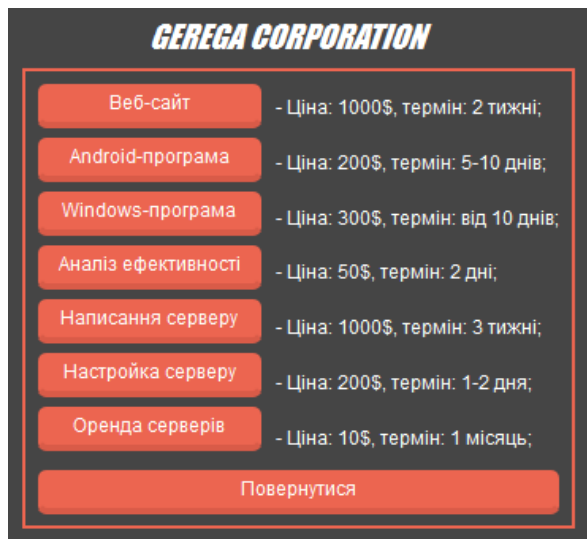 GEREGA CORPORATION
Веб-сайт - Ціна: 1000$, термін: 2 тижні;
Android-програма - Ціна: 200$, термін: 5-10 днів;
Windows-програма - Ціна: 300$, термін: від 10 днів;
Аналіз ефективності - Ціна: 50$, термін: 2 дні;
Написання серверу - Ціна: 1000$, термін: 3 тижні;
Настройка серверу - Ціна: 200$, термін: 1-2 дня;
Оренда серверів - Ціна: 10$, термін: 1 місяць;
Повернутися